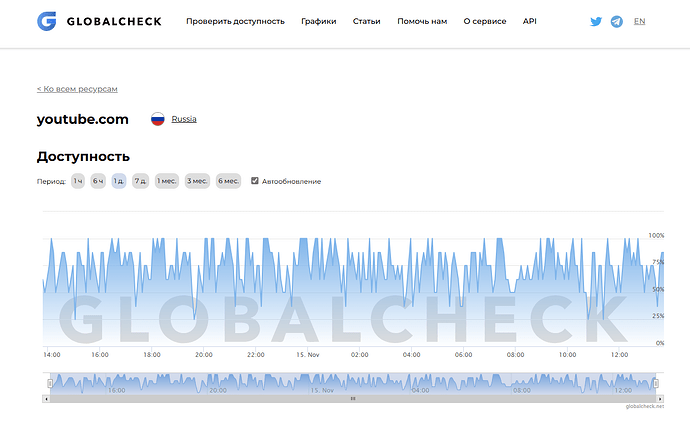 GLOBALCHECK Проверить доступность Графики Статьи Помочь нам О сервисе API EN
< Ко всем ресурсам
youtube.com Russia
Доступность
Период: 1 ч 6 ч 1 д. 7 д. 1 мес. 3 мес. 6 мес. Автообновление
100%
75%
50%
25%
0%
GLOBALCHECK
14:00 16:00 18:00 20:00 22:00 15. Nov 02:00 04:00 06:00 08:00 10:00 12:00
16:00 20:00 15. Nov 04:00 08:00 12:00
globalcheck.net